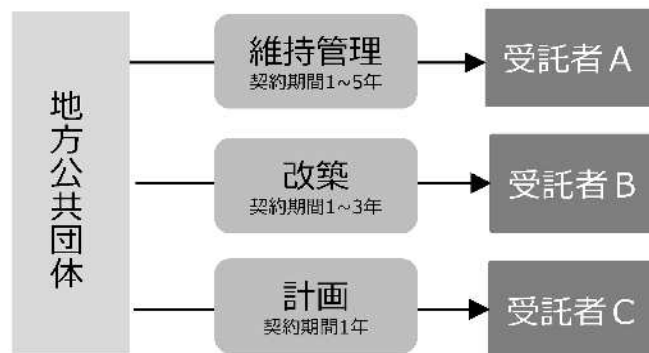 地方公共団体
維持管理
契約期間1~5年
受託者A
改築
契約期間1~3年
受託者B
計画
契約期間1年
受託者C